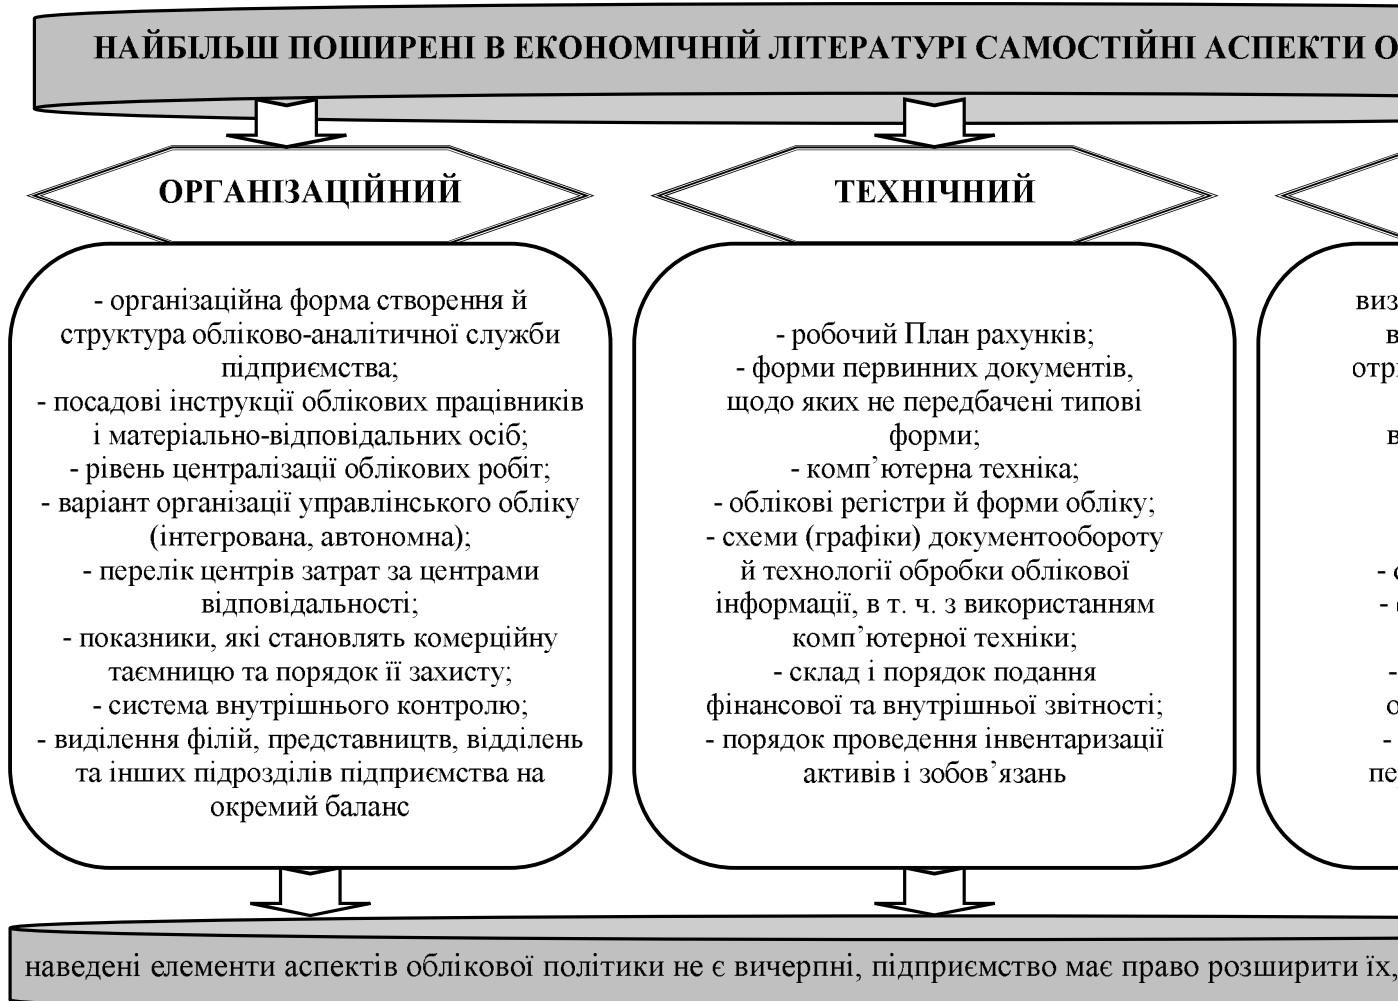 НАЙБІЛЬШ ПОШИРЕНІ В ЕКОНОМІЧНІЙ ЛІТЕРАТУРІ САМОСТІЙНІ АСПЕКТИ
ОРГАНІЗАЦІЙНИЙ
- організаційна форма створення й
структура обліково-аналітичної служби
підприємства;
- посадові інструкції облікових працівників
і матеріально-відповідальних осіб;
- рівень централізації облікових робіт;
- варіант організації управлінського обліку
(інтегрована, автономна);
- перелік центрів затрат за центрами
відповідальності;
- показники, які становлять комерційну
таємницю та порядок її захисту;
- система внутрішнього контролю;
- виділення філій, представництв, відділень
та інших підрозділів підприємства на
окремий баланс
ТЕХНІЧНИЙ
- робочий План рахунків;
- форми первинних документів,
щодо яких не передбачені типові
форми;
- комп’ютерна техніка;
- облікові регістри й форми обліку;
- схеми (графіки) документообороту
й технології обробки облікової
інформації, в т. ч. з використанням
комп’ютерної техніки;
- склад і порядок подання
фінансової та внутрішньої звітності;
- порядок проведення інвентаризації
активів і зобов’язань
наведені елементи аспектів облікової політики не є вичерпні, підприємство має право розширити їх,